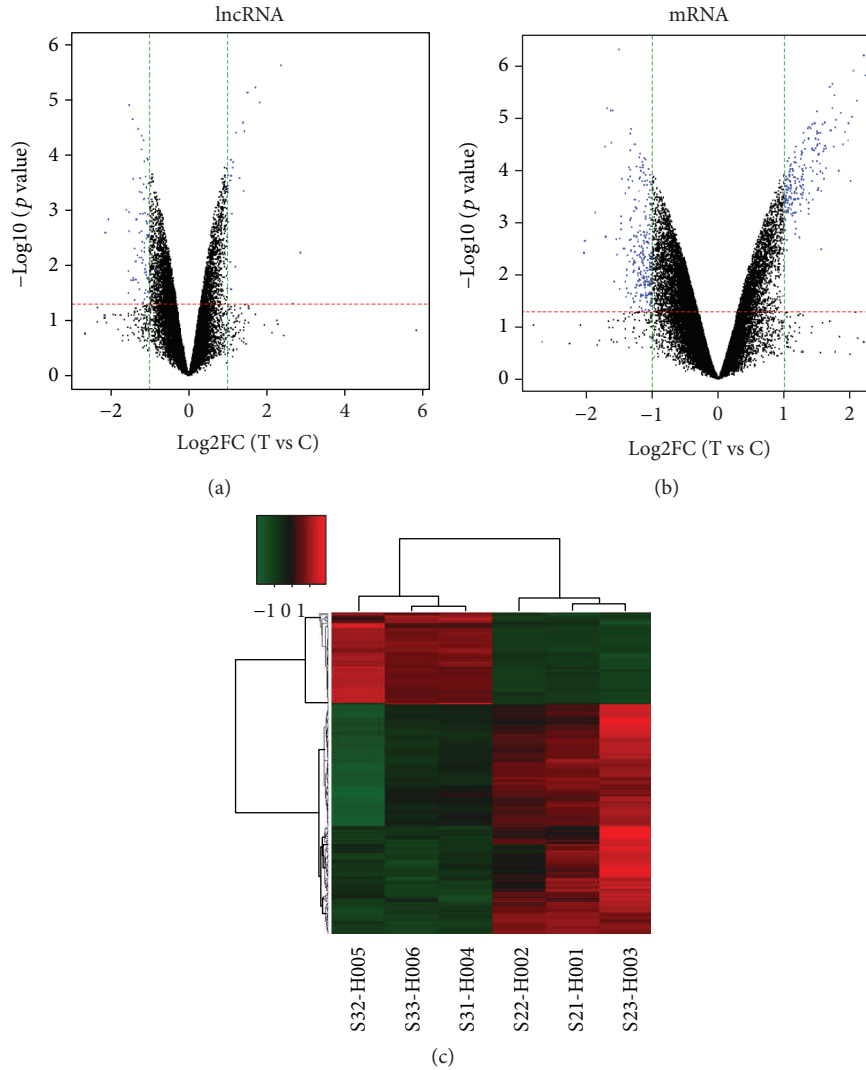 lncRNA
6
5
4
3
2
1
0
−Log10 (p value)
−2 0 2 4 6
Log2FC (T vs C)
(a)
mRNA
6
5
4
3
2
1
0
−Log10 (p value)
−2 −1 0 1 2
Log2FC (T vs C)
(b)
−1 0 1
S32-H005
S33-H006
S31-H004
S22-H002
S21-H001
S23-H003
(c)